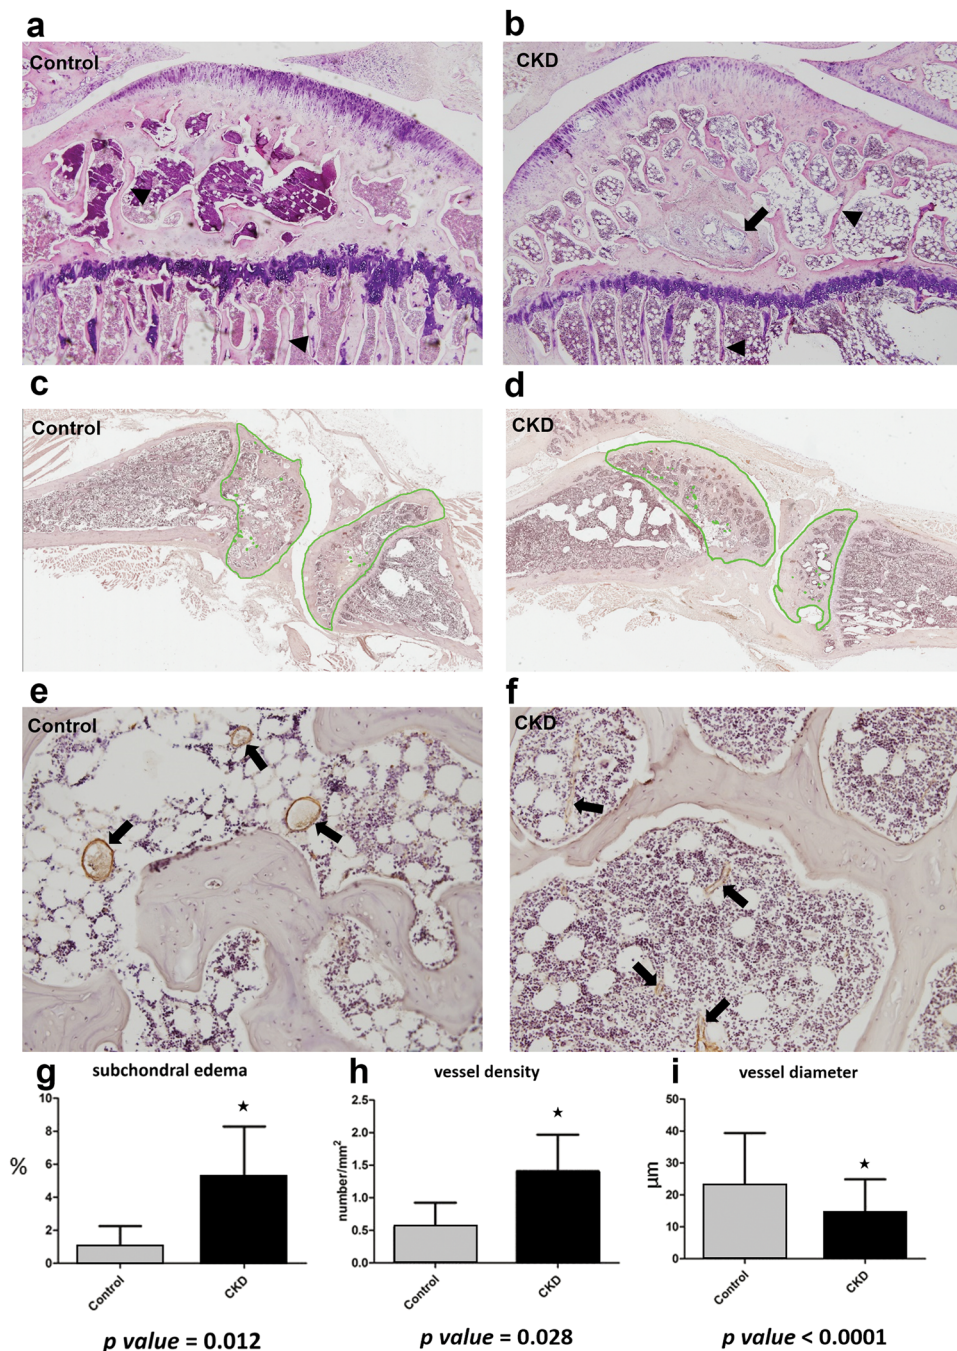 a
Control
b
CKD
c
Control
d
CKD
e
Control
f
CKD
g
subchondral edema
10
8
6
4
2
0
%
Control
CKD
p value = 0.012
h
vessel density
2.5
2.0
1.5
1.0
0.5
0.0
number/mm²
Control
CKD
p value = 0.028
i
vessel diameter
50
40
30
20
10
0
µm
Control
CKD
p value < 0.0001